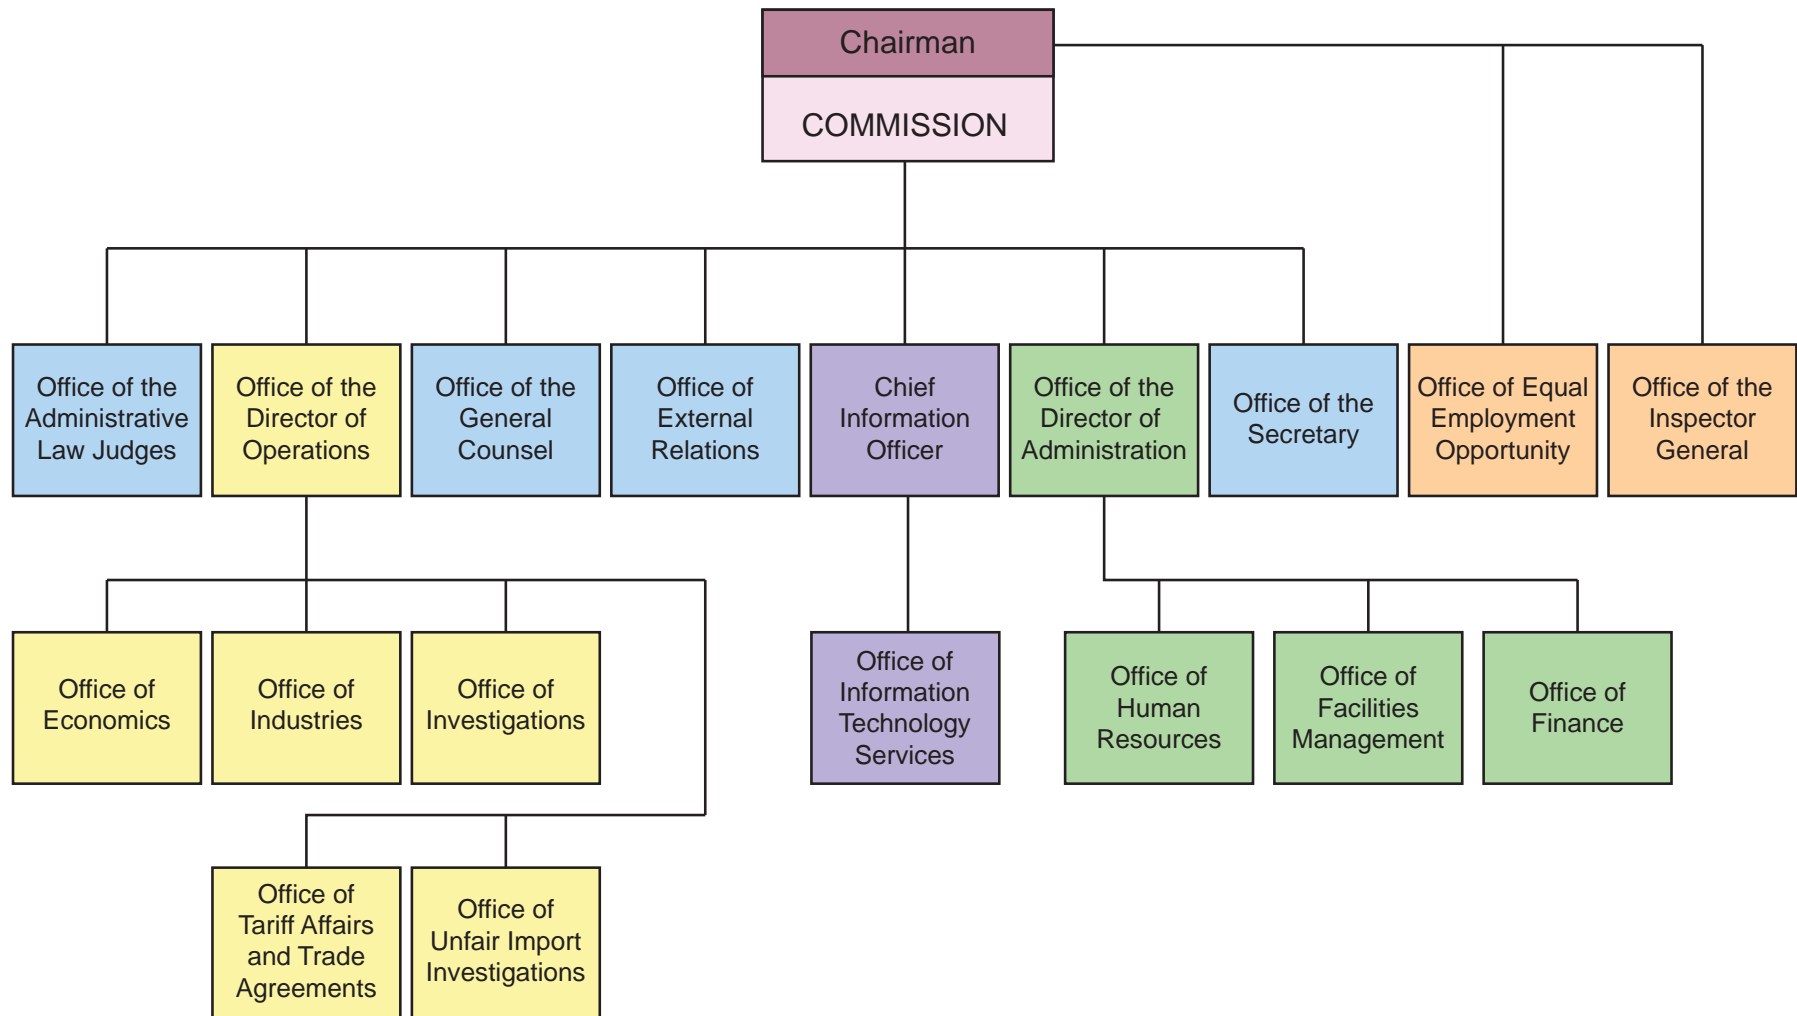 Chairman
COMMISSION
Office of the
Administrative
Law Judges
Office of the
Director of
Operations
Office of the
General
Counsel
Office of
External
Relations
Chief
Information
Officer
Office of the
Director of
Administration
Office of the
Secretary
Office of Equal
Employment
Opportunity
Office of the
Inspector
General
Office of
Economics
Office of
Industries
Office of
Investigations
Office of
Information
Technology
Services
Office of
Human
Resources
Office of
Facilities
Management
Office of
Finance
Office of
Tariff Affairs
and Trade
Agreements
Office of
Unfair Import
Investigations